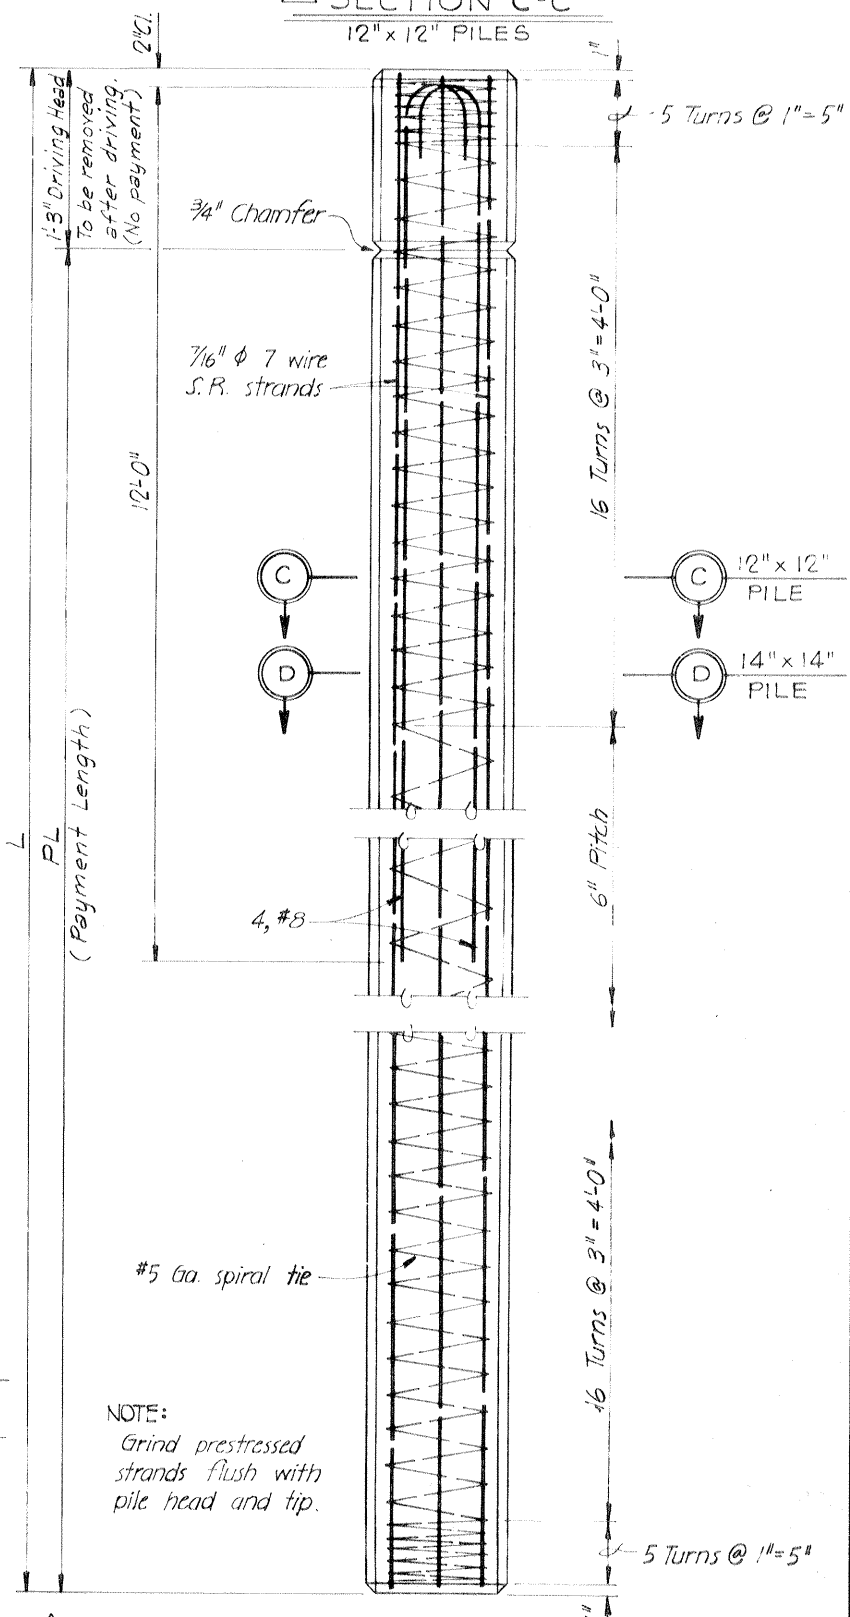 SECTION C-C
12" x 12" PILES
2"Cl.
1"
1'-3" Driving Head
To be removed
after driving.
(No payment)
5 Turns @ 1"=5"
3/4" Chamfer
7/16" ϕ 7 wire
S.R. strands
16 Turns @ 3"=4'-0"
12'-0"
C
C
12" x 12"
PILE
D
D
14" x 14"
PILE
L
PL
(Payment Length)
6" Pitch
4, #8
#5 Ga. spiral tie
16 Turns @ 3"=4'-0"
NOTE:
Grind prestressed
strands flush with
pile head and tip.
5 Turns @ 1"=5"